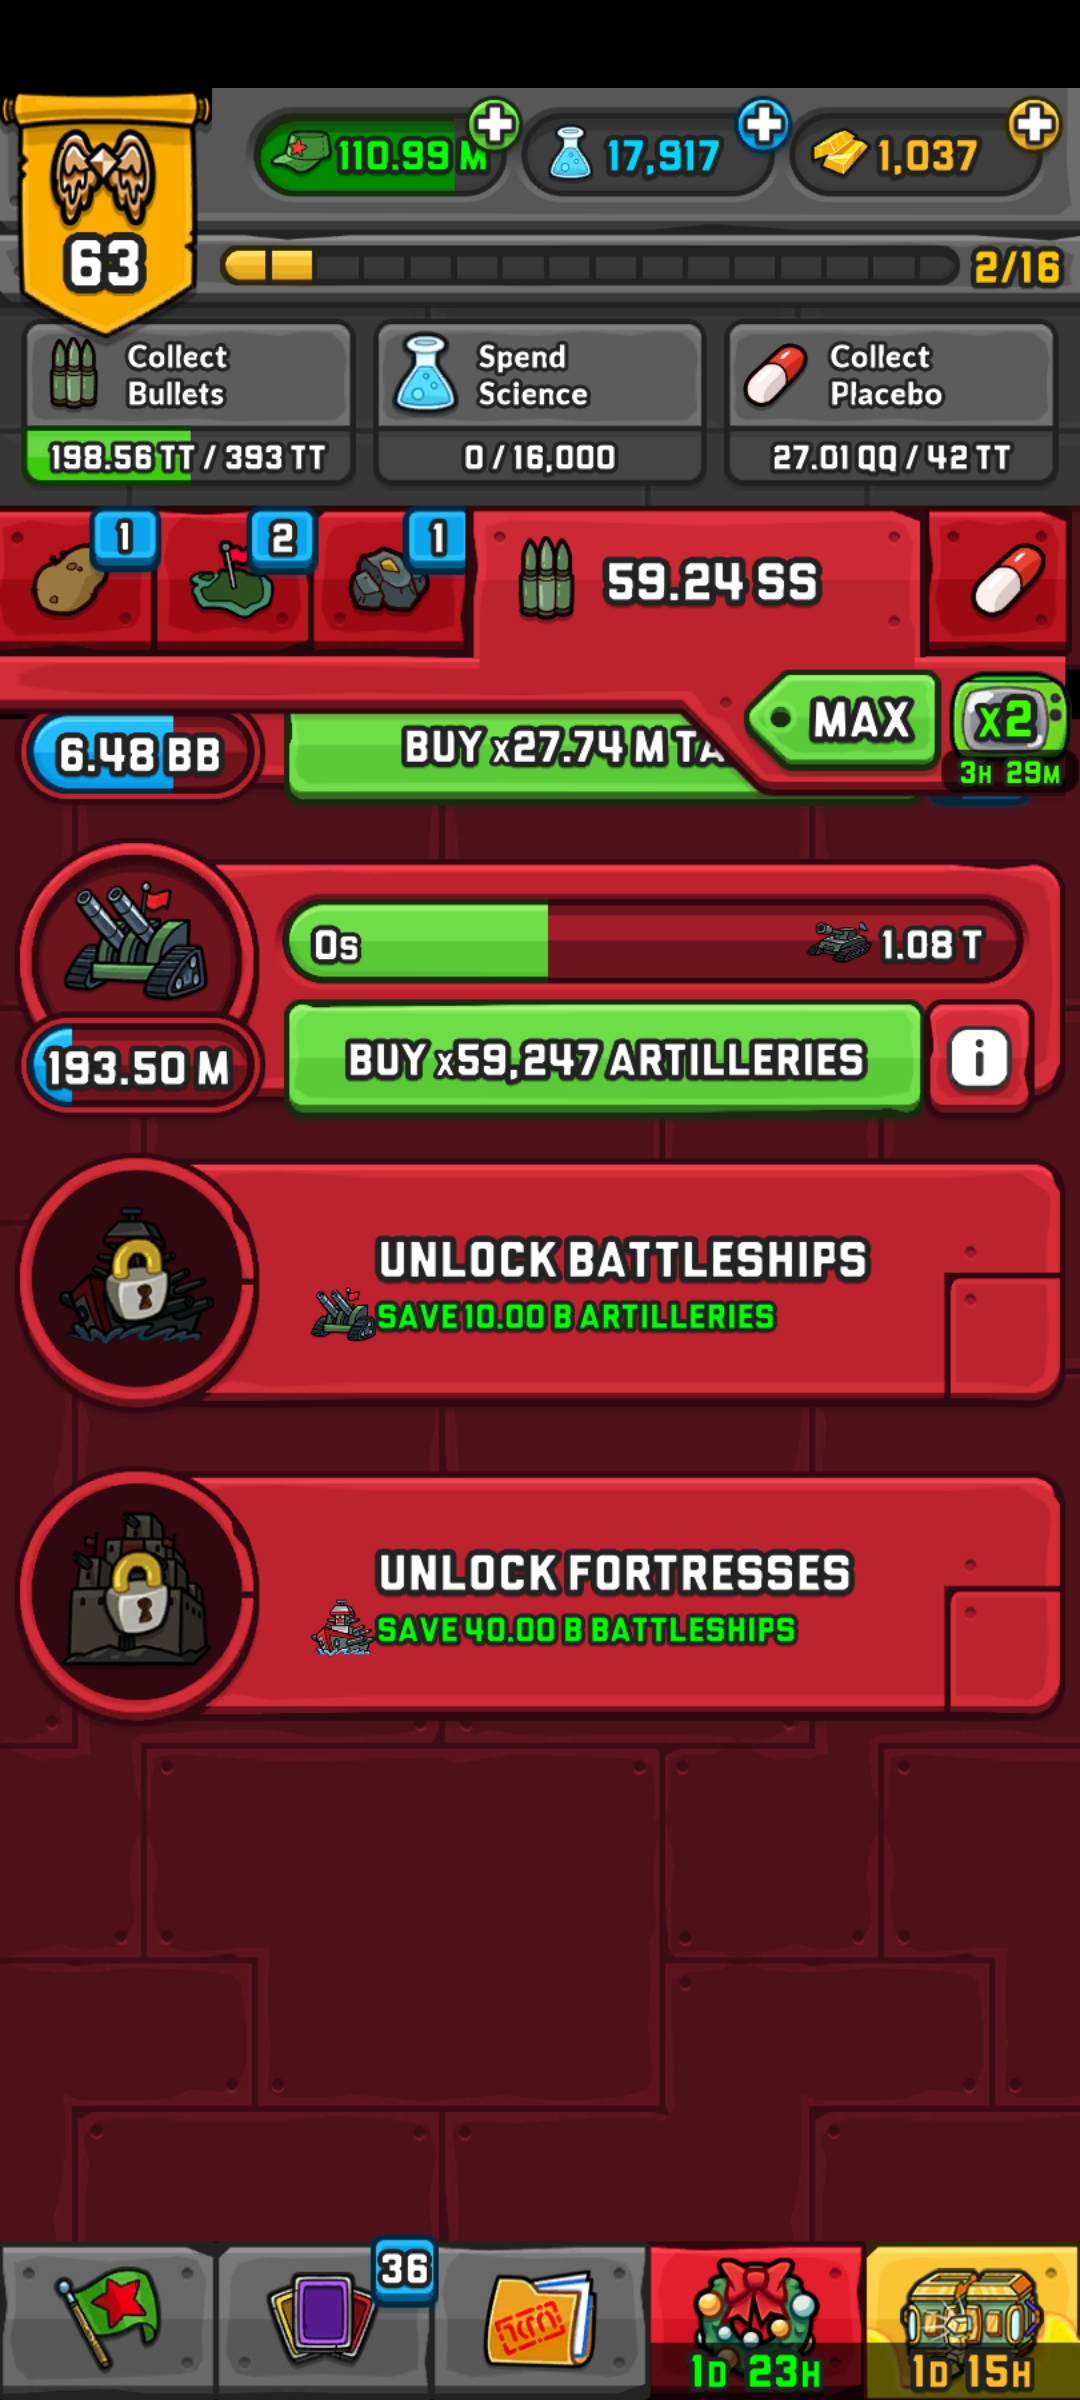 110.99 M
17,917
1,037
63
2/16
Collect
Bullets
198.56 TT / 393 TT
Spend
Science
0 / 16,000
Collect
Placebo
27.01 QQ / 42 TT
1
2
1
59.24 SS
MAX
x2
3H 29M
6.48 BB
BUY x27.74 M TA
0s
1.08 T
193.50 M
BUY x59,247 ARTILLERIES
i
UNLOCK BATTLESHIPS
SAVE 10.00 B ARTILLERIES
UNLOCK FORTRESSES
SAVE 40.00 B BATTLESHIPS
36
1D 23H
1D 15H